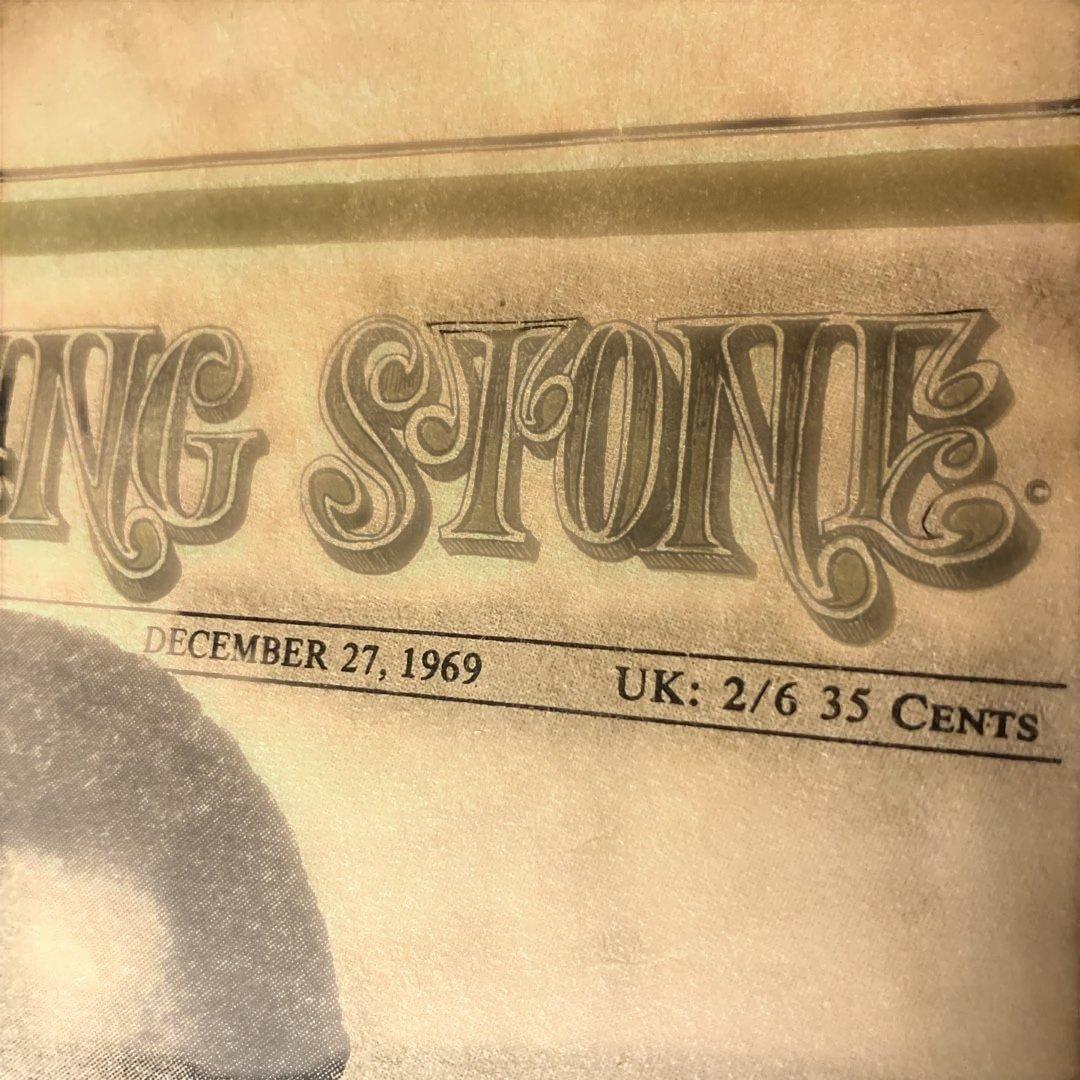 NG STONE ©
DECEMBER 27, 1969 UK: 2/6 35 CENTS